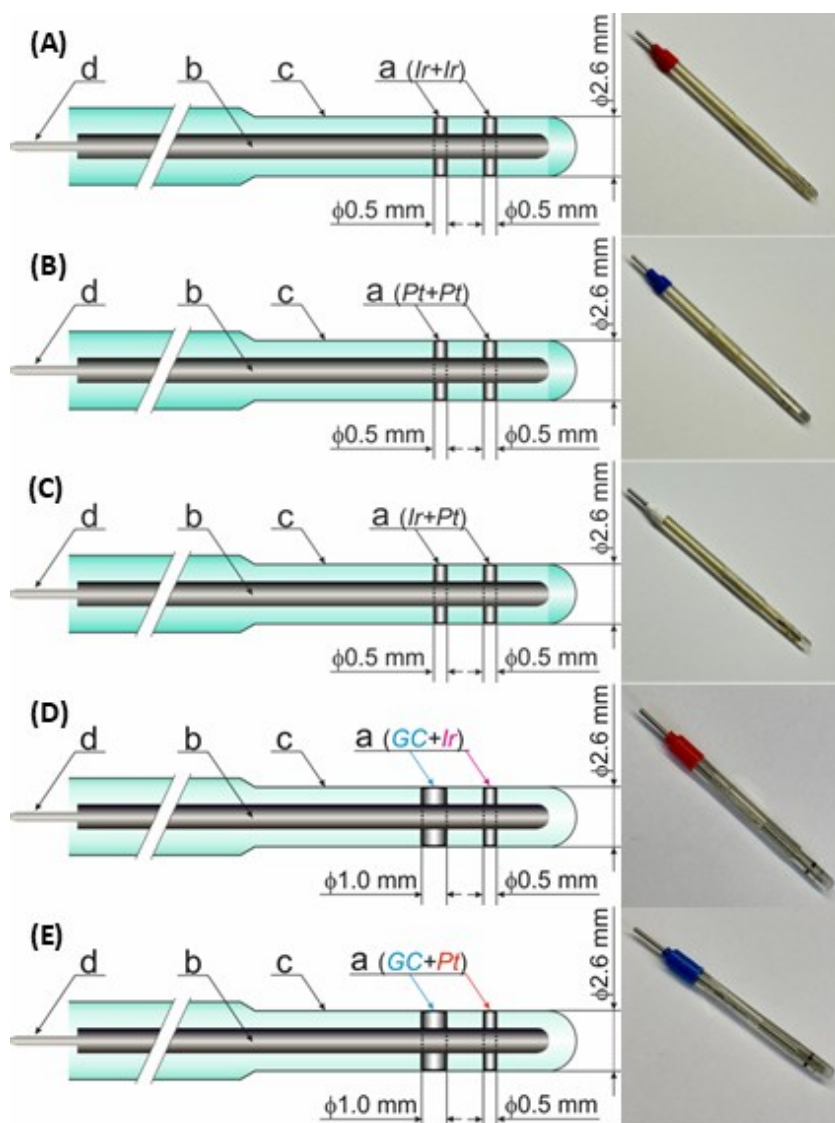 (A)
d b c a (Ir+Ir)
ϕ2.6 mm
ϕ0.5 mm ϕ0.5 mm
(B)
d b c a (Pt+Pt)
ϕ2.6 mm
ϕ0.5 mm ϕ0.5 mm
(C)
d b c a (Ir+Pt)
ϕ2.6 mm
ϕ0.5 mm ϕ0.5 mm
(D)
d b c a (GC+Ir)
ϕ2.6 mm
ϕ1.0 mm ϕ0.5 mm
(E)
d b c a (GC+Pt)
ϕ2.6 mm
ϕ1.0 mm ϕ0.5 mm